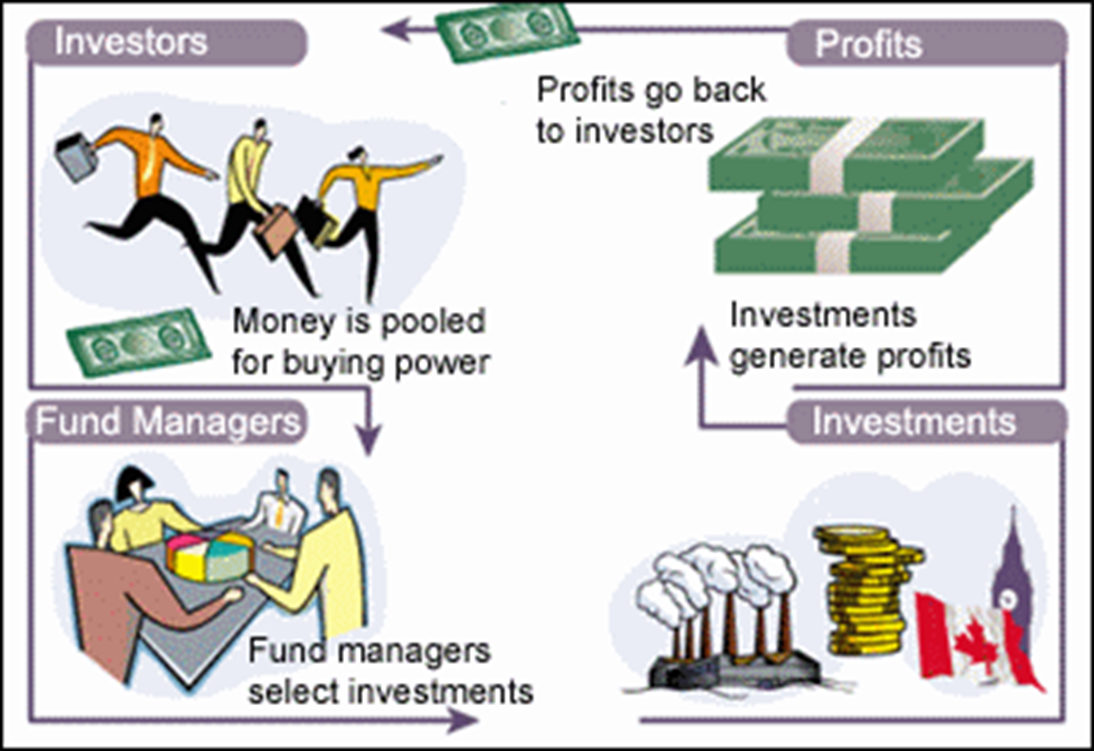 Investors
Profits
Profits go back
to investors
Money is pooled
for buying power
Investments
generate profits
Fund Managers
Investments
Fund managers
select investments